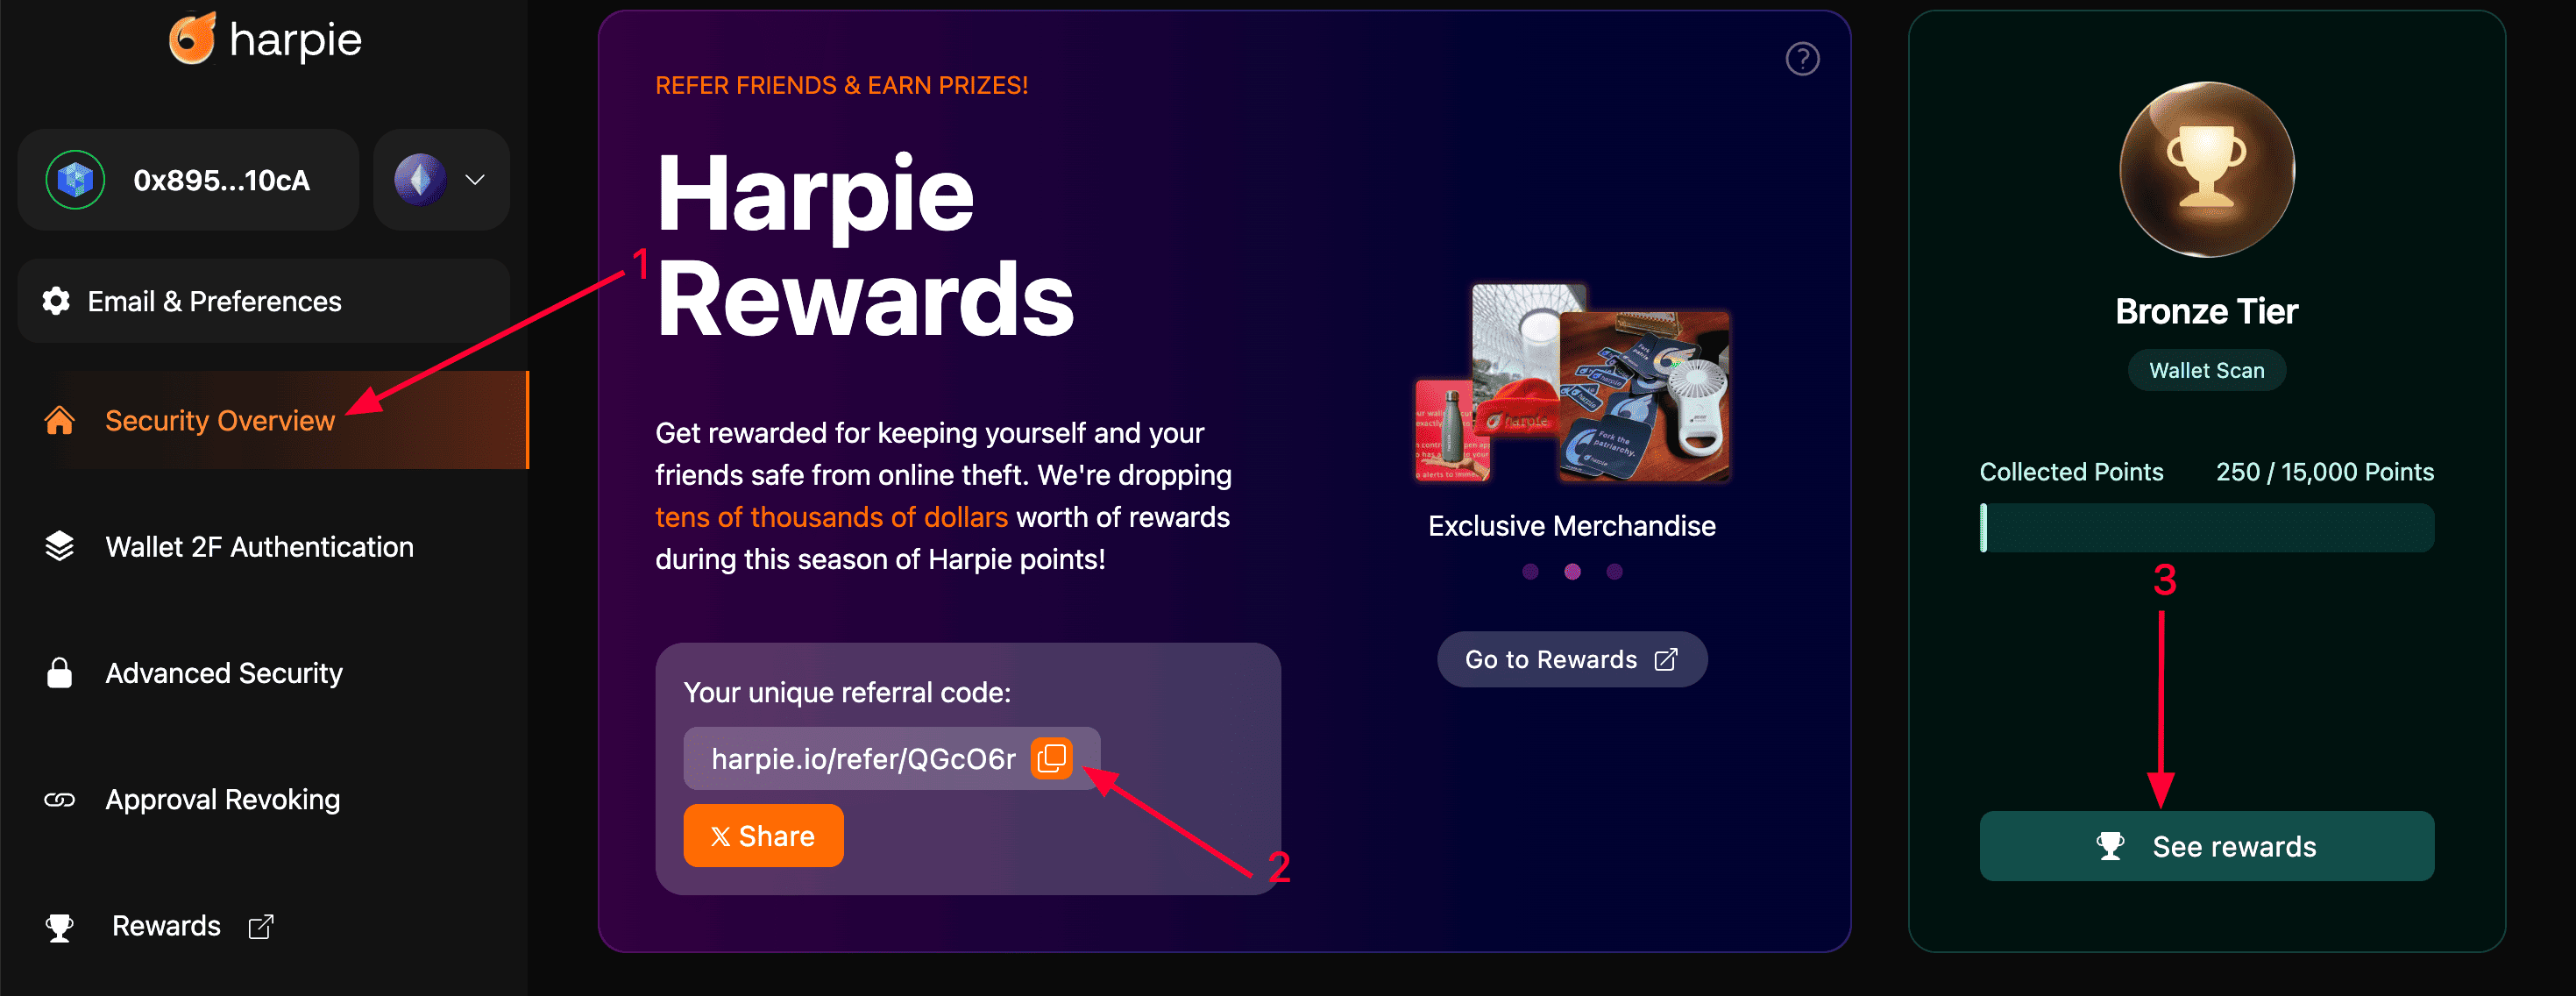 harpie
0x895...10cA
Email & Preferences
Security Overview
Wallet 2F Authentication
Advanced Security
Approval Revoking
Rewards
1
REFER FRIENDS & EARN PRIZES!
?
Harpie
Rewards
Get rewarded for keeping yourself and your
friends safe from online theft. We're dropping
tens of thousands of dollars worth of rewards
during this season of Harpie points!
Your unique referral code:
harpie.io/refer/QGcO6r
𝕏 Share
2
harpie
Fork the
patriarchy.
Exclusive Merchandise
Go to Rewards
Bronze Tier
Wallet Scan
Collected Points 250 / 15,000 Points
3
See rewards